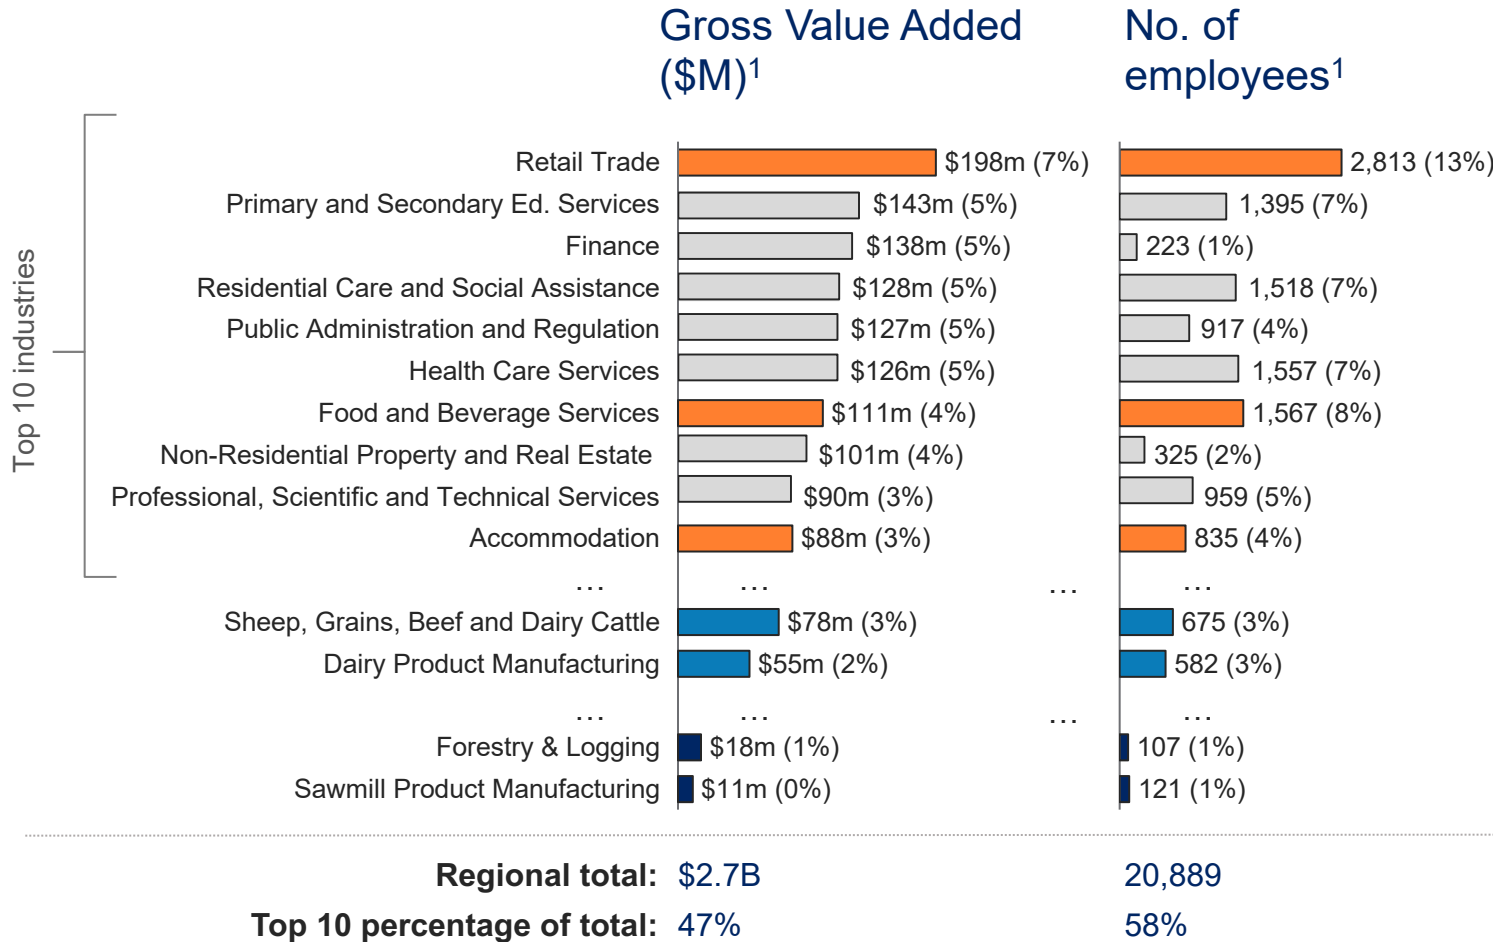 Gross Value Added
($M)¹
No. of
employees¹
Top 10 industries
Retail Trade $198m (7%) 2,813 (13%)
Primary and Secondary Ed. Services $143m (5%) 1,395 (7%)
Finance $138m (5%) 223 (1%)
Residential Care and Social Assistance $128m (5%) 1,518 (7%)
Public Administration and Regulation $127m (5%) 917 (4%)
Health Care Services $126m (5%) 1,557 (7%)
Food and Beverage Services $111m (4%) 1,567 (8%)
Non-Residential Property and Real Estate $101m (4%) 325 (2%)
Professional, Scientific and Technical Services $90m (3%) 959 (5%)
Accommodation $88m (3%) 835 (4%)
… … … …
Sheep, Grains, Beef and Dairy Cattle $78m (3%) 675 (3%)
Dairy Product Manufacturing $55m (2%) 582 (3%)
… … … …
Forestry & Logging $18m (1%) 107 (1%)
Sawmill Product Manufacturing $11m (0%) 121 (1%)
Regional total: $2.7B 20,889
Top 10 percentage of total: 47% 58%